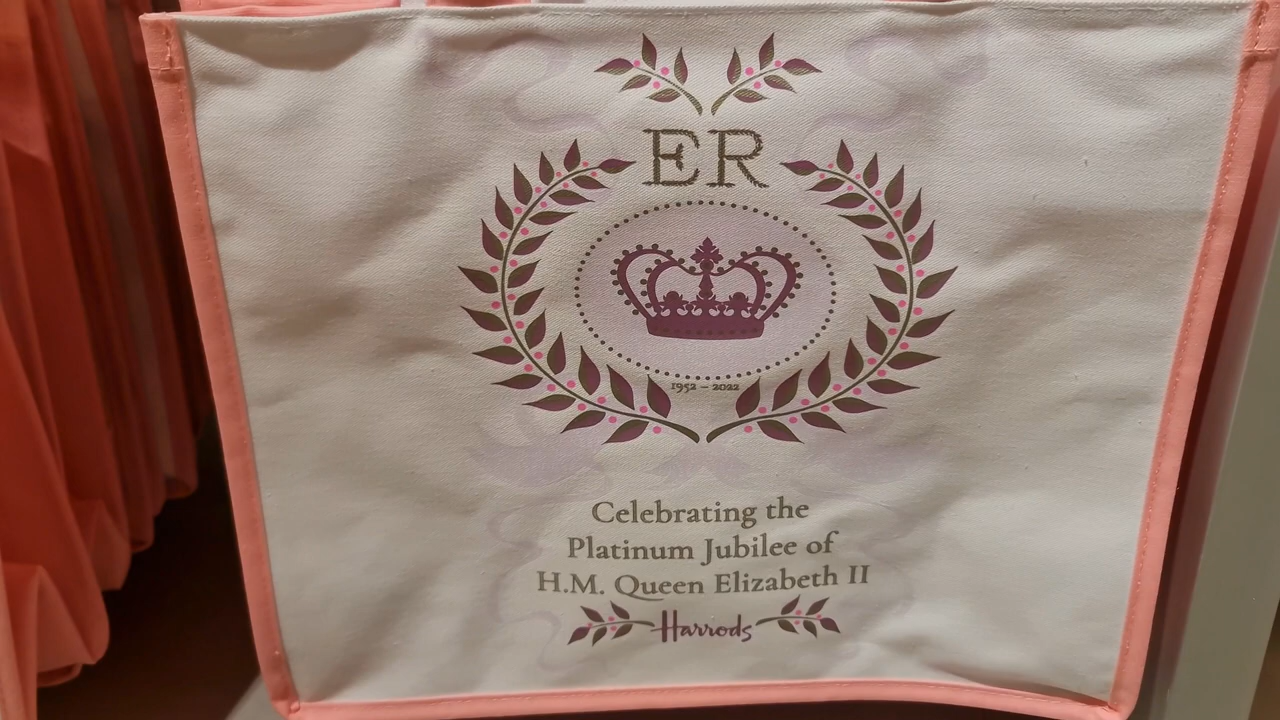 ER
1952 – 2022
Celebrating the
Platinum Jubilee of
H.M. Queen Elizabeth II
Harrods